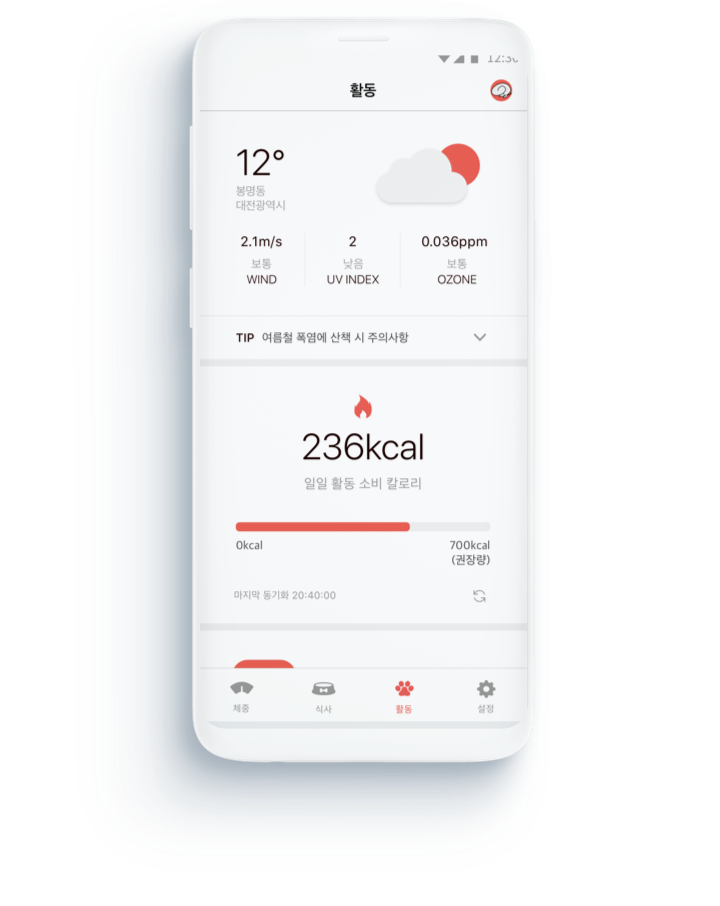 12:30
활동
12°
봉명동
대전광역시
2.1m/s 2 0.036ppm
보통 낮음 보통
WIND UV INDEX OZONE
TIP 여름철 폭염에 산책 시 주의사항
236kcal
일일 활동 소비 칼로리
0kcal 700kcal
(권장량)
마지막 동기화 20:40:00
체중 식사 활동 설정